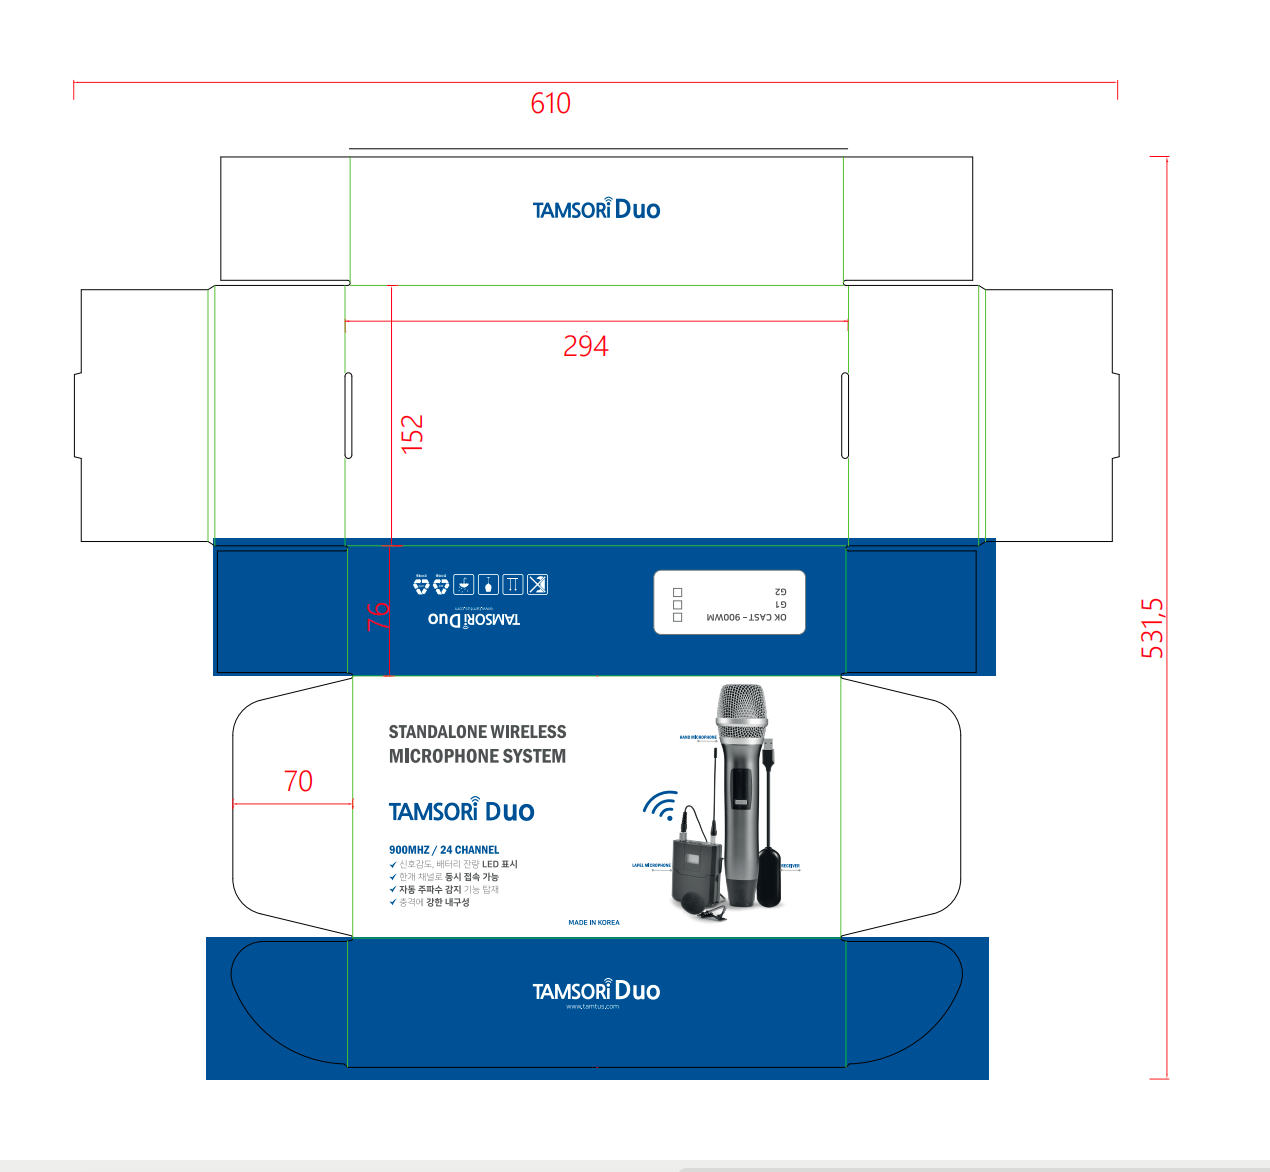 610
TAMSORi Duo
294
152
531,5
76
OK CAST - 900WM
G1
G2
TAMSORi Duo
www.tamtus.com
STANDALONE WIRELESS
MICROPHONE SYSTEM
HAND MICROPHONE
70
TAMSORi Duo
900MHZ / 24 CHANNEL
신호감도, 배터리 잔량 LED 표시
한개 채널로 동시 접속 가능
자동 주파수 감지 기능 탑재
충격에 강한 내구성
LAPEL MICROPHONE
RECEIVER
MADE IN KOREA
TAMSORi Duo
www.tamtus.com